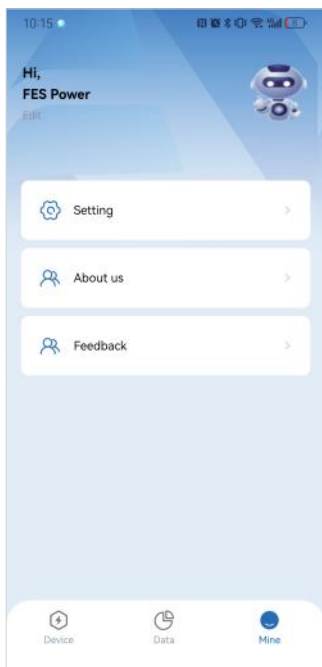 10:15
Hi,
FES Power
Edit
Setting
About us
Feedback
Device
Data
Mine